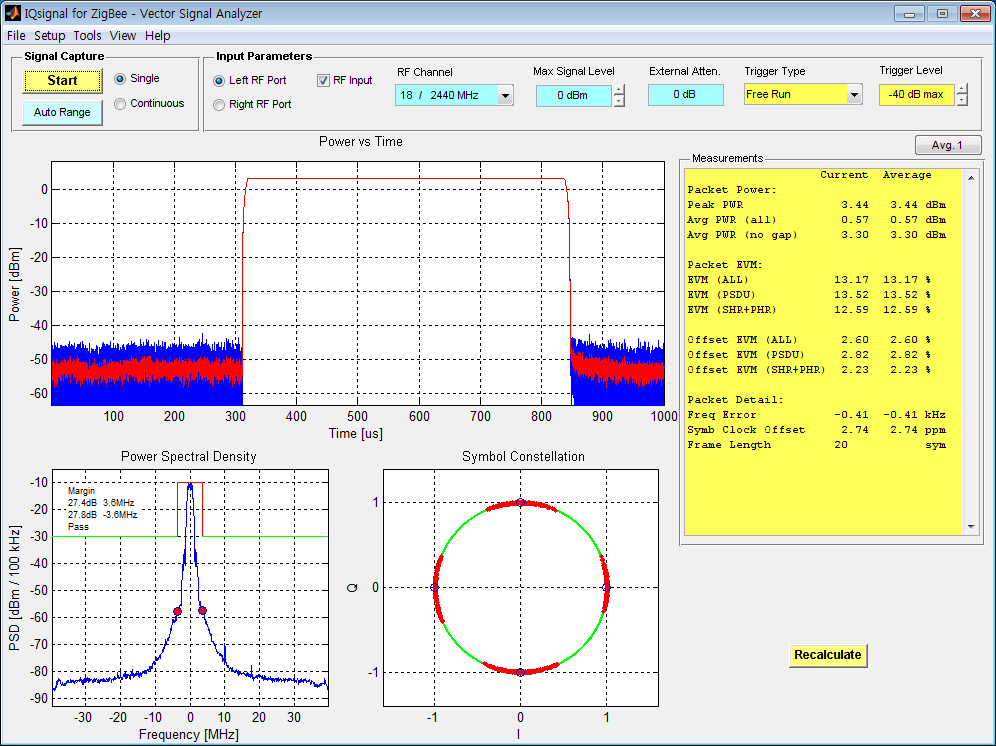 IQsignal for ZigBee - Vector Signal Analyzer
File Setup Tools View Help
Signal Capture
Start
Auto Range
Single
Continuous
Input Parameters
Left RF Port
Right RF Port
RF Input
RF Channel
18 / 2440 MHz
Max Signal Level
0 dBm
External Atten.
0 dB
Trigger Type
Free Run
Trigger Level
-40 dB max
Avg. 1
Power vs Time
Power [dBm]
0
-10
-20
-30
-40
-50
-60
100 200 300 400 500 600 700 800 900 1000
Time [us]
Measurements
Current Average
Packet Power:
Peak PWR 3.44 3.44 dBm
Avg PWR (all) 0.57 0.57 dBm
Avg PWR (no gap) 3.30 3.30 dBm
Packet EVM:
EVM (ALL) 13.17 13.17 %
EVM (PSDU) 13.52 13.52 %
EVM (SHR+PHR) 12.59 12.59 %
Offset EVM (ALL) 2.60 2.60 %
Offset EVM (PSDU) 2.82 2.82 %
Offset EVM (SHR+PHR) 2.23 2.23 %
Packet Detail:
Freq Error -0.41 -0.41 kHz
Symb Clock Offset 2.74 2.74 ppm
Frame Length 20 sym
Power Spectral Density
PSD [dBm / 100 kHz]
-10
-20
-30
-40
-50
-60
-70
-80
-90
Margin
27.4dB 3.6MHz
27.8dB -3.6MHz
Pass
-30 -20 -10 0 10 20 30
Frequency [MHz]
Symbol Constellation
Q
1
0
-1
-1 0 1
I
Recalculate